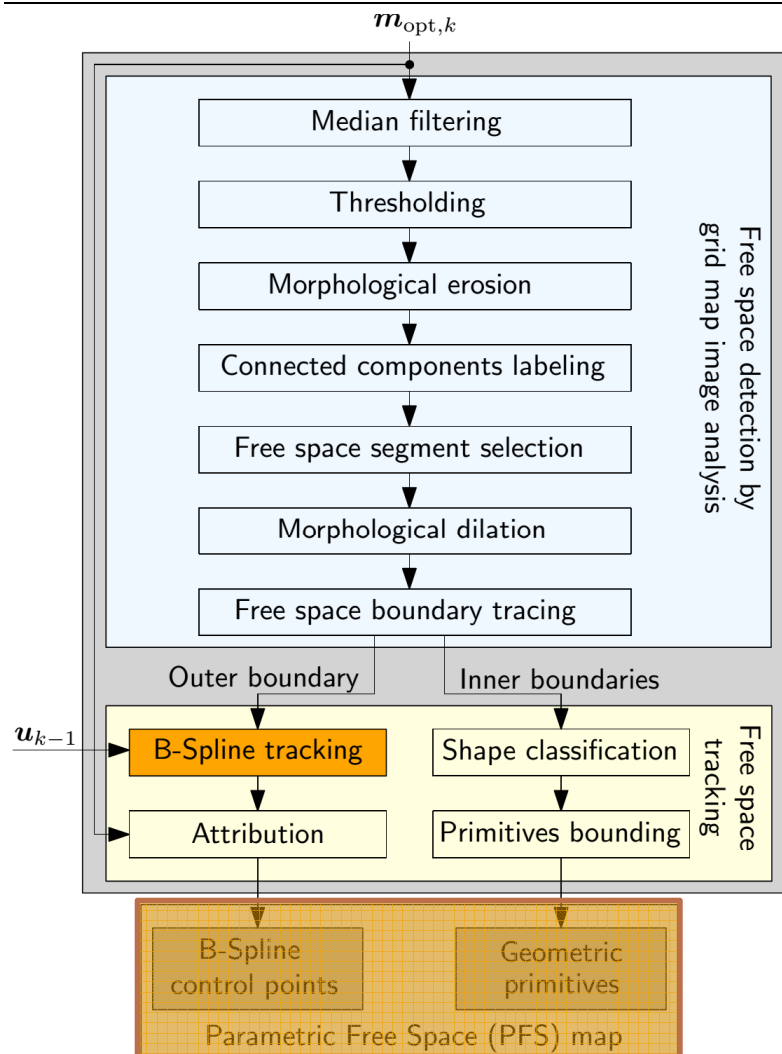 m_opt,k
Median filtering
Thresholding
Morphological erosion
Connected components labeling
Free space segment selection
Morphological dilation
Free space boundary tracing
Free space detection by
grid map image analysis
Outer boundary
Inner boundaries
u_k−1
B-Spline tracking
Shape classification
Attribution
Primitives bounding
Free space
tracking
B-Spline
control points
Geometric
primitives
Parametric Free Space (PFS) map